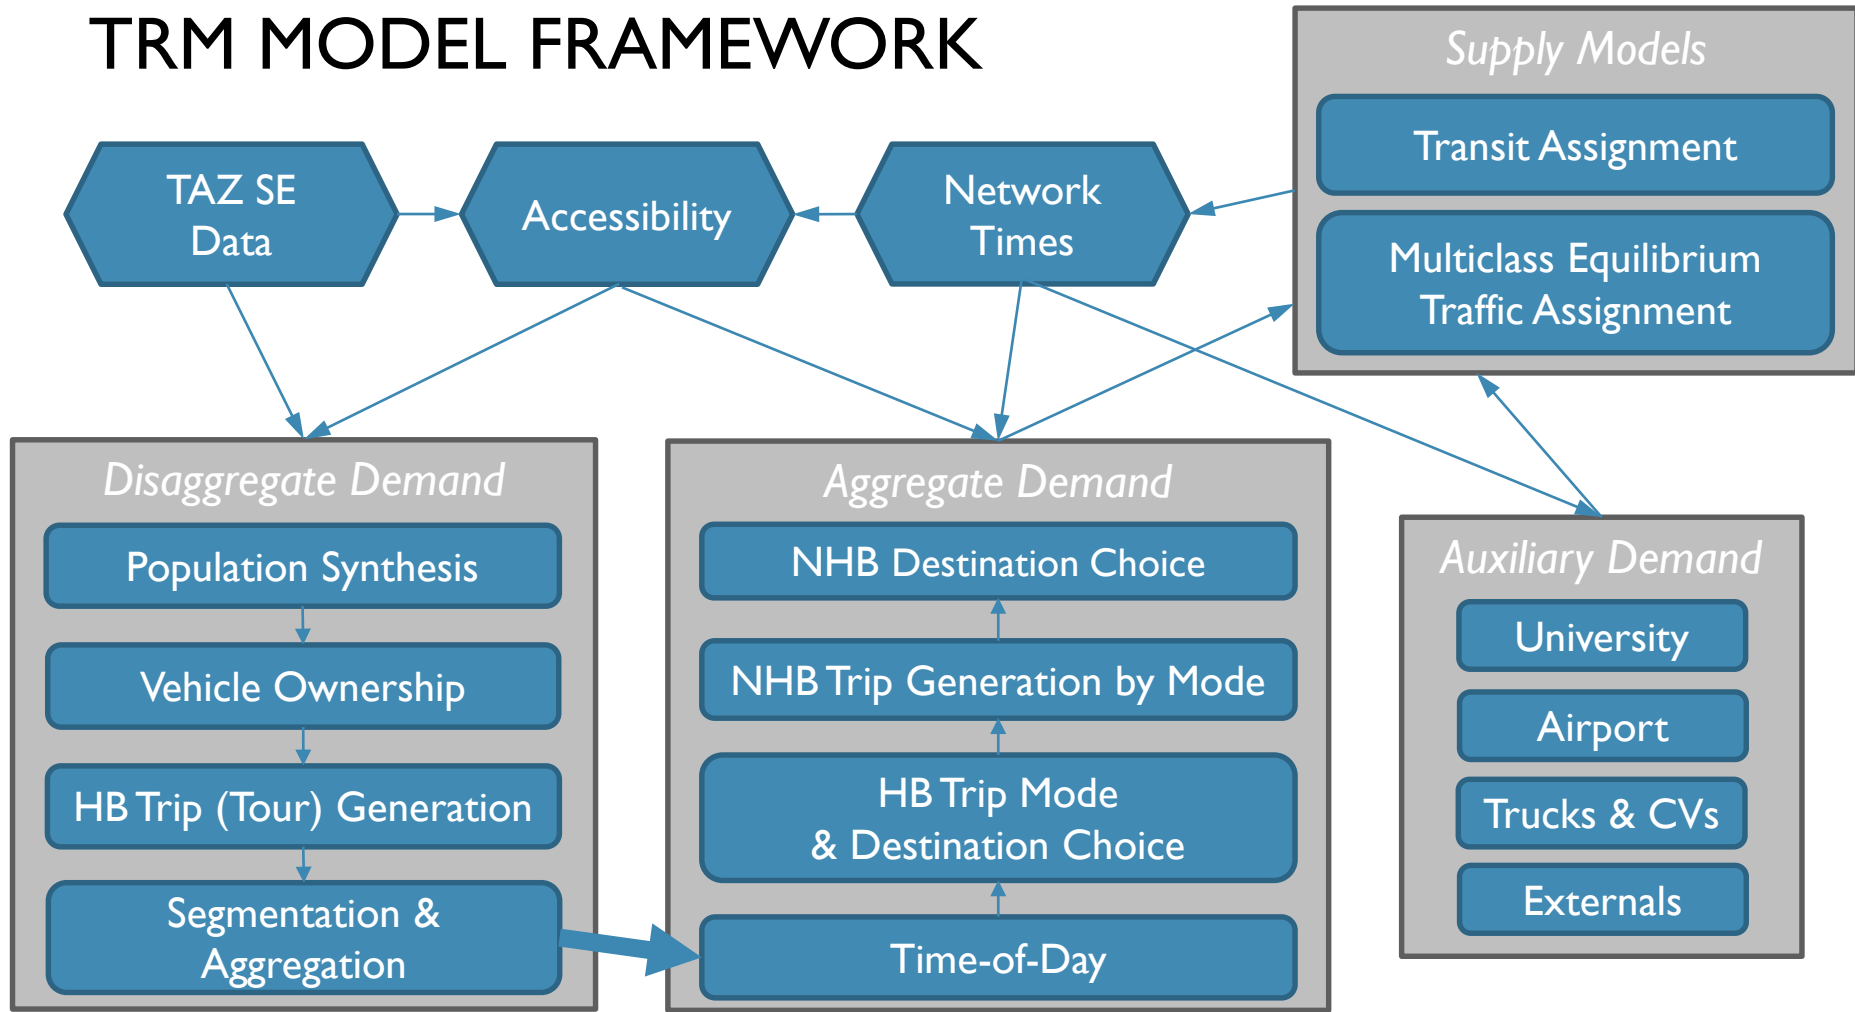 TRM MODEL FRAMEWORK
Supply Models
Transit Assignment
Multiclass Equilibrium
Traffic Assignment
TAZ SE
Data
Accessibility
Network
Times
Disaggregate Demand
Population Synthesis
Vehicle Ownership
HB Trip (Tour) Generation
Segmentation &
Aggregation
Aggregate Demand
NHB Destination Choice
NHB Trip Generation by Mode
HB Trip Mode
& Destination Choice
Time-of-Day
Auxiliary Demand
University
Airport
Trucks & CVs
Externals